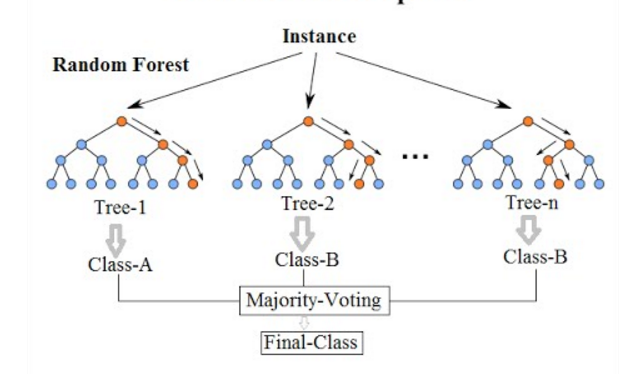 Instance
Random Forest
...
Tree-1
Tree-2
Tree-n
Class-A
Class-B
Class-B
Majority-Voting
Final-Class